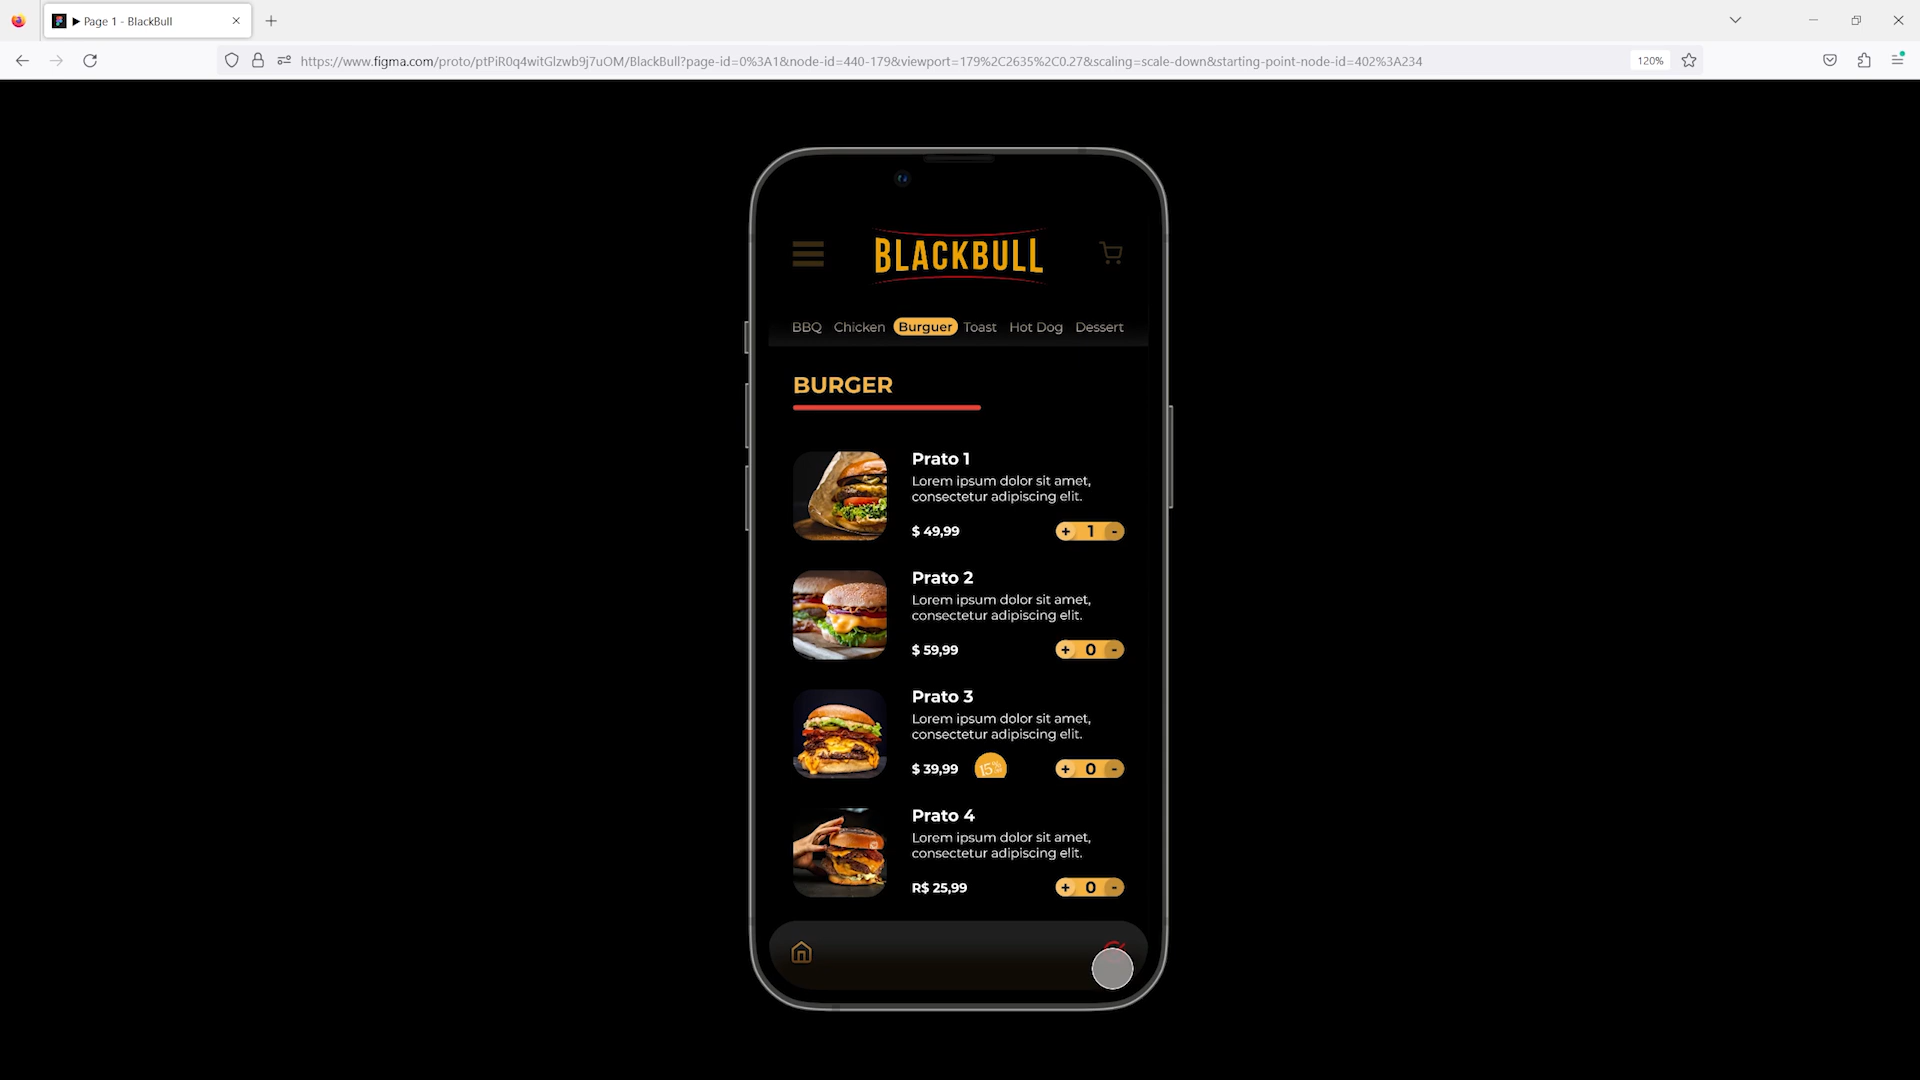 Page 1 - BlackBull
https://www.figma.com/proto/ptPiR0q4witGlzwb9j7uOM/BlackBull?page-id=0%3A1&node-id=440-179&viewport=179%2C2635%2C0.27&scaling=scale-down&starting-point-node-id=402%3A234
120%
BLACKBULL
BBQ Chicken Burguer Toast Hot Dog Dessert
BURGER
Prato 1
Lorem ipsum dolor sit amet,
consectetur adipiscing elit.
$ 49,99
+ 1 -
Prato 2
Lorem ipsum dolor sit amet,
consectetur adipiscing elit.
$ 59,99
+ 0 -
Prato 3
Lorem ipsum dolor sit amet,
consectetur adipiscing elit.
$ 39,99
15%
+ 0 -
Prato 4
Lorem ipsum dolor sit amet,
consectetur adipiscing elit.
R$ 25,99
+ 0 -